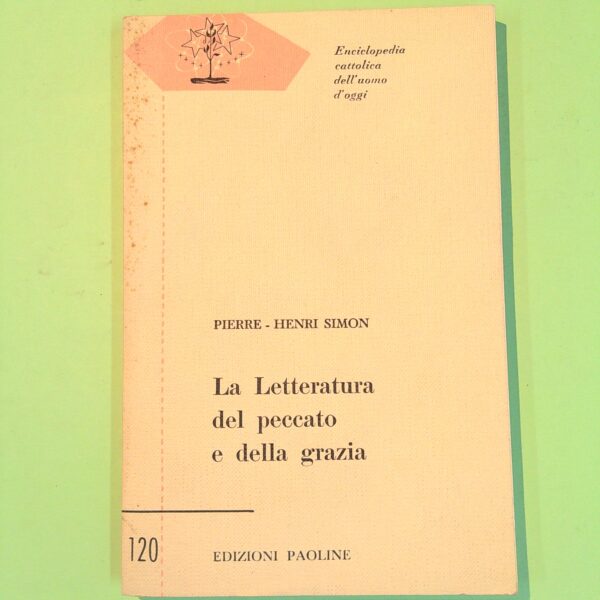 Enciclopedia
cattolica
dell'uomo
d'oggi
PIERRE - HENRI SIMON
La Letteratura
del peccato
e della grazia
120
EDIZIONI PAOLINE